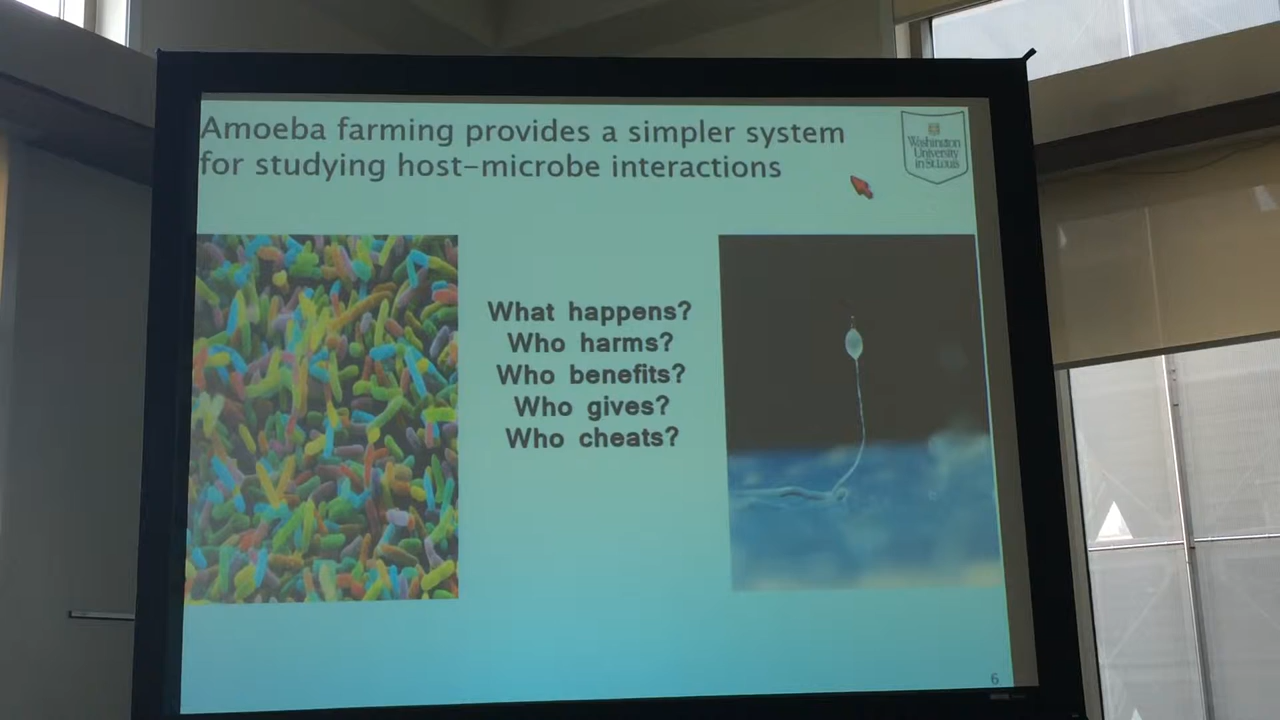 Amoeba farming provides a simpler system
for studying host-microbe interactions
Washington
University
in St. Louis
What happens?
Who harms?
Who benefits?
Who gives?
Who cheats?
6